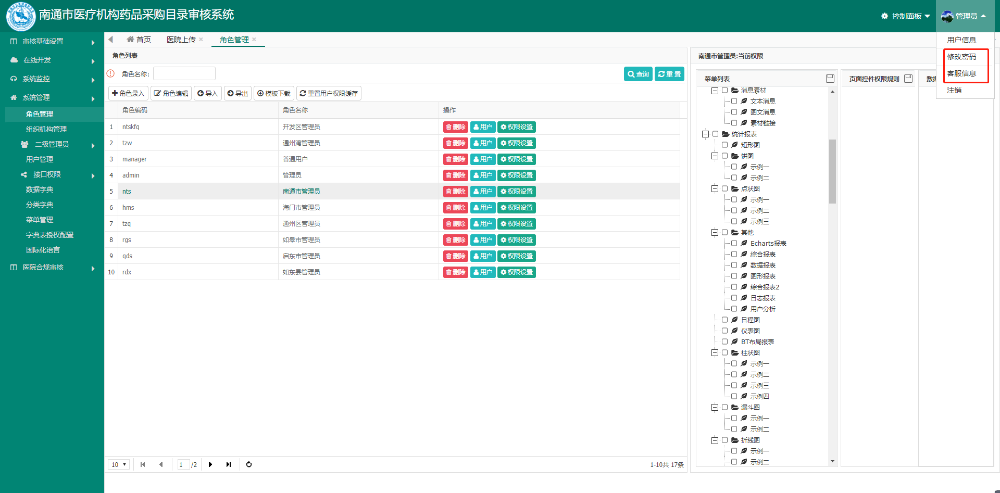 南通市医疗机构药品采购目录审核系统
控制面板
管理员
用户信息
修改密码
客服信息
注销
审核基础设置
在线开发
系统监控
系统管理
角色管理
组织机构管理
二级管理员
用户管理
接口权限
数据字典
分类字典
菜单管理
字典表授权配置
国际化语言
医院合规审核
首页
医院上传
角色管理
角色列表
角色名称:
查询
重置
角色录入
角色编辑
导入
导出
模板下载
重置用户权限缓存
角色编码 角色名称 操作
1 ntskfq 开发区管理员 删除 用户 权限设置
2 tzw 通州湾管理员 删除 用户 权限设置
3 manager 普通用户 删除 用户 权限设置
4 admin 管理员 删除 用户 权限设置
5 nts 南通市管理员 删除 用户 权限设置
6 hms 海门市管理员 删除 用户 权限设置
7 tzq 通州区管理员 删除 用户 权限设置
8 rgs 如皋市管理员 删除 用户 权限设置
9 qds 启东市管理员 删除 用户 权限设置
10 rdx 如东县管理员 删除 用户 权限设置
10
1 /2
1-10共 17条
南通市管理员:当前权限
菜单列表
消息素材
文本消息
图文消息
素材链接
统计报表
矩形图
饼图
示例一
示例二
点状图
示例一
示例二
示例三
其他
Echarts报表
综合报表
数据报表
图形报表
综合报表2
日志报表
用户分析
日程图
仪表图
BT布局报表
柱状图
示例一
示例二
示例三
示例四
漏斗图
示例一
示例二
折线图
示例一
示例二
页面控件权限规则
数